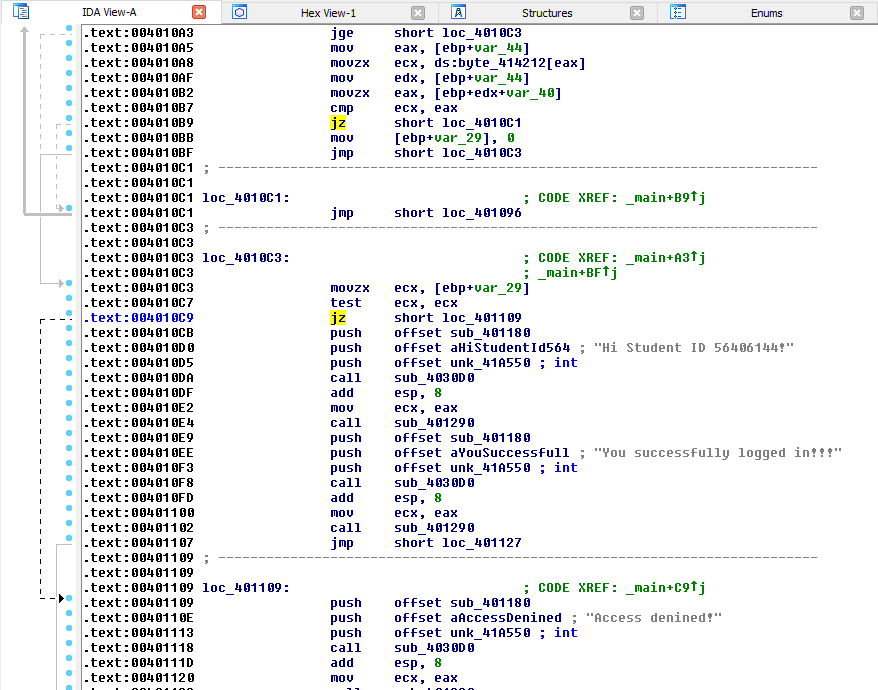 IDA View-A Hex View-1 Structures Enums
.text:004010A3 jge short loc_4010C3
.text:004010A5 mov eax, [ebp+var_44]
.text:004010A8 movzx ecx, ds:byte_414212[eax]
.text:004010AF mov edx, [ebp+var_44]
.text:004010B2 movzx eax, [ebp+edx+var_40]
.text:004010B7 cmp ecx, eax
.text:004010B9 jz short loc_4010C1
.text:004010BB mov [ebp+var_29], 0
.text:004010BF jmp short loc_4010C3
.text:004010C1 ; ---------------------------------------------------------------------------
.text:004010C1
.text:004010C1 loc_4010C1: ; CODE XREF: _main+B9↑j
.text:004010C1 jmp short loc_401096
.text:004010C3 ; ---------------------------------------------------------------------------
.text:004010C3
.text:004010C3 loc_4010C3: ; CODE XREF: _main+A3↑j
.text:004010C3 ; _main+BF↑j
.text:004010C3 movzx ecx, [ebp+var_29]
.text:004010C7 test ecx, ecx
.text:004010C9 jz short loc_401109
.text:004010CB push offset sub_401180
.text:004010D0 push offset aHiStudentId564 ; "Hi Student ID 56406144!"
.text:004010D5 push offset unk_41A550 ; int
.text:004010DA call sub_4030D0
.text:004010DF add esp, 8
.text:004010E2 mov ecx, eax
.text:004010E4 call sub_401290
.text:004010E9 push offset sub_401180
.text:004010EE push offset aYouSuccessfull ; "You successfully logged in!!!"
.text:004010F3 push offset unk_41A550 ; int
.text:004010F8 call sub_4030D0
.text:004010FD add esp, 8
.text:00401100 mov ecx, eax
.text:00401102 call sub_401290
.text:00401107 jmp short loc_401127
.text:00401109 ; ---------------------------------------------------------------------------
.text:00401109
.text:00401109 loc_401109: ; CODE XREF: _main+C9↑j
.text:00401109 push offset sub_401180
.text:0040110E push offset aAccessDenined ; "Access denined!"
.text:00401113 push offset unk_41A550 ; int
.text:00401118 call sub_4030D0
.text:0040111D add esp, 8
.text:00401120 mov ecx, eax